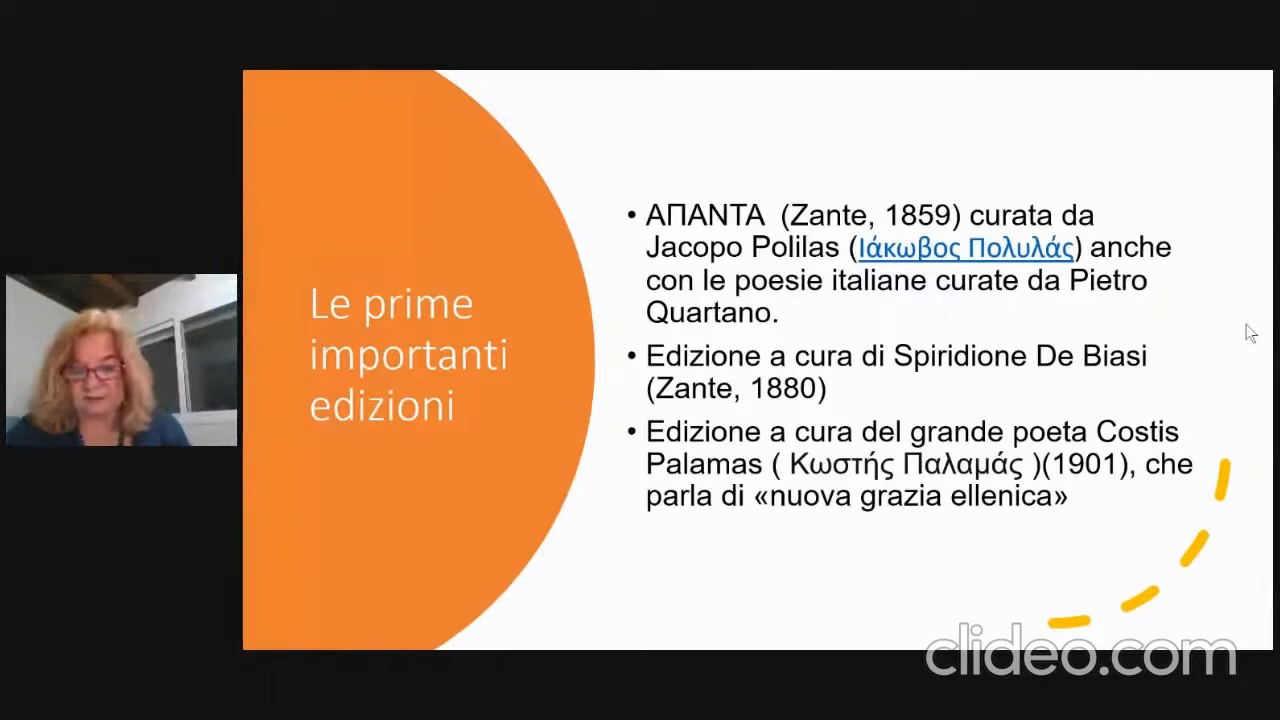 Le prime
importanti
edizioni
• ΑΠΑΝΤΑ (Zante, 1859) curata da
Jacopo Polilas (Ιάκωβος Πολυλάς) anche
con le poesie italiane curate da Pietro
Quartano.
• Edizione a cura di Spiridione De Biasi
(Zante, 1880)
• Edizione a cura del grande poeta Costis
Palamas ( Κωστής Παλαμάς )(1901), che
parla di «nuova grazia ellenica»
clideo.com